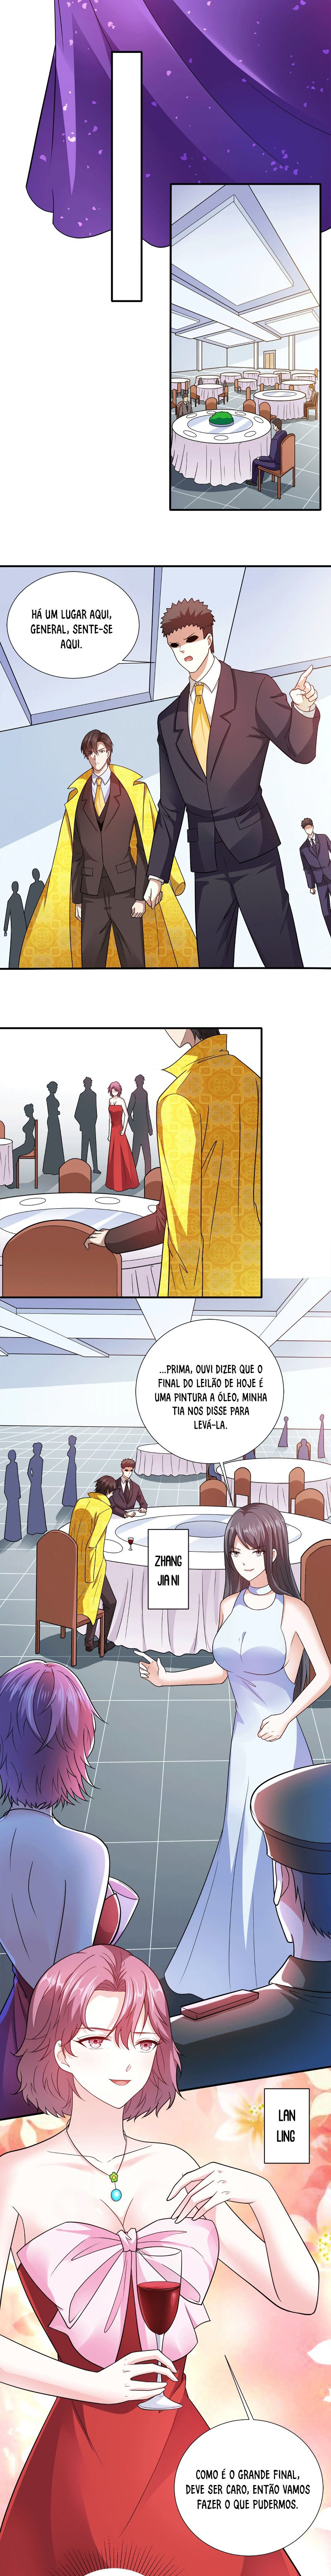 HÁ UM LUGAR AQUI,
GENERAL, SENTE-SE
AQUI.
...PRIMA, OUVI DIZER QUE O
FINAL DO LEILÃO DE HOJE É
UMA PINTURA A ÓLEO, MINHA
TIA NOS DISSE PARA
LEVÁ-LA.
ZHANG
JIA NI
LAN
LING
COMO É O GRANDE FINAL,
DEVE SER CARO, ENTÃO VAMOS
FAZER O QUE PUDERMOS.